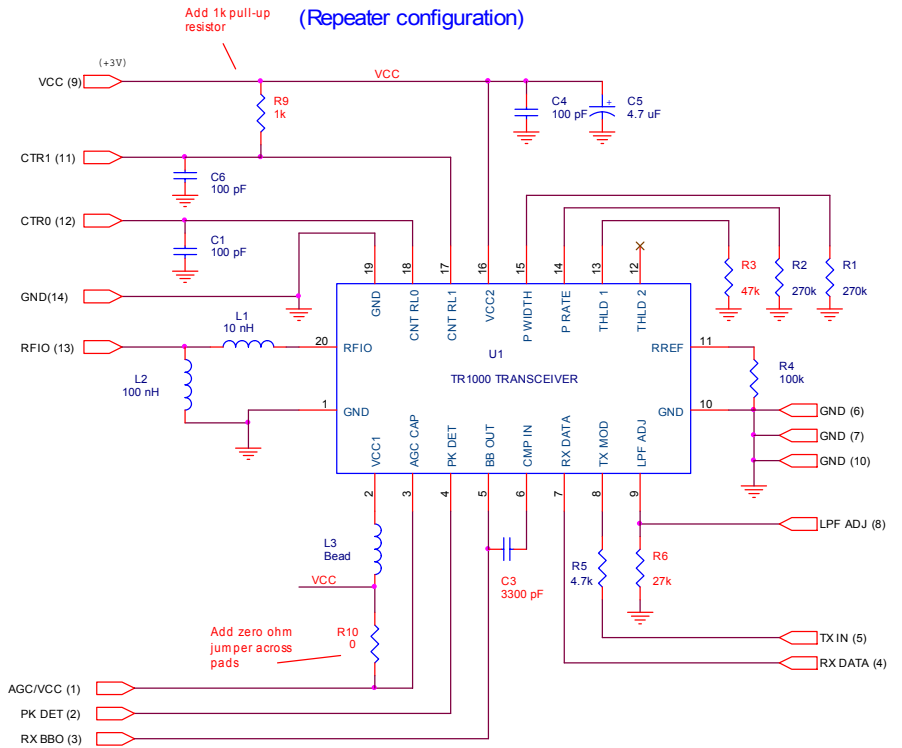 (Repeater configuration)
Add 1k pull-up
resistor
(+3V)
VCC (9)
VCC
R9
1k
C4
100 pF
C5
4.7 uF
+
CTR1 (11)
C6
100 pF
CTR0 (12)
C1
100 pF
GND(14)
19
18
17
16
15
14
13
12
GND
CNT RL0
CNT RL1
VCC2
P WIDTH
P RATE
THLD 1
THLD 2
R3
47k
R2
270k
R1
270k
L1
10 nH
RFIO (13)
20
RFIO
L2
100 nH
1
GND
U1
TR1000 TRANSCEIVER
RREF
11
GND
10
R4
100k
GND (6)
GND (7)
GND (10)
VCC1
AGC CAP
PK DET
BB OUT
CMP IN
RX DATA
TX MOD
LPF ADJ
2
3
4
5
6
7
8
9
LPF ADJ (8)
L3
Bead
C3
3300 pF
R5
4.7k
R6
27k
VCC
Add zero ohm
jumper across
pads
R10
0
TX IN (5)
RX DATA (4)
AGC/VCC (1)
PK DET (2)
RX BBO (3)